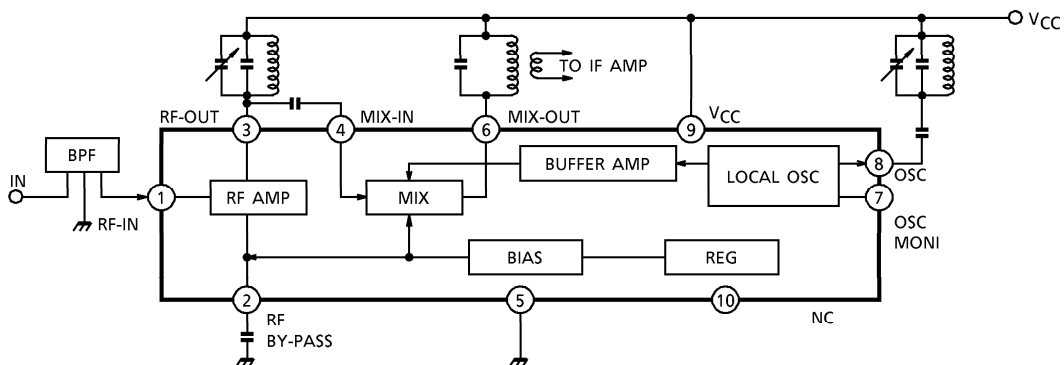 VCC
TO IF AMP
RF-OUT
3
4
MIX-IN
6
MIX-OUT
9
VCC
BPF
IN
1
RF-IN
RF AMP
MIX
BUFFER AMP
LOCAL OSC
8
OSC
7
OSC
MONI
BIAS
REG
2
RF
BY-PASS
5
10
NC